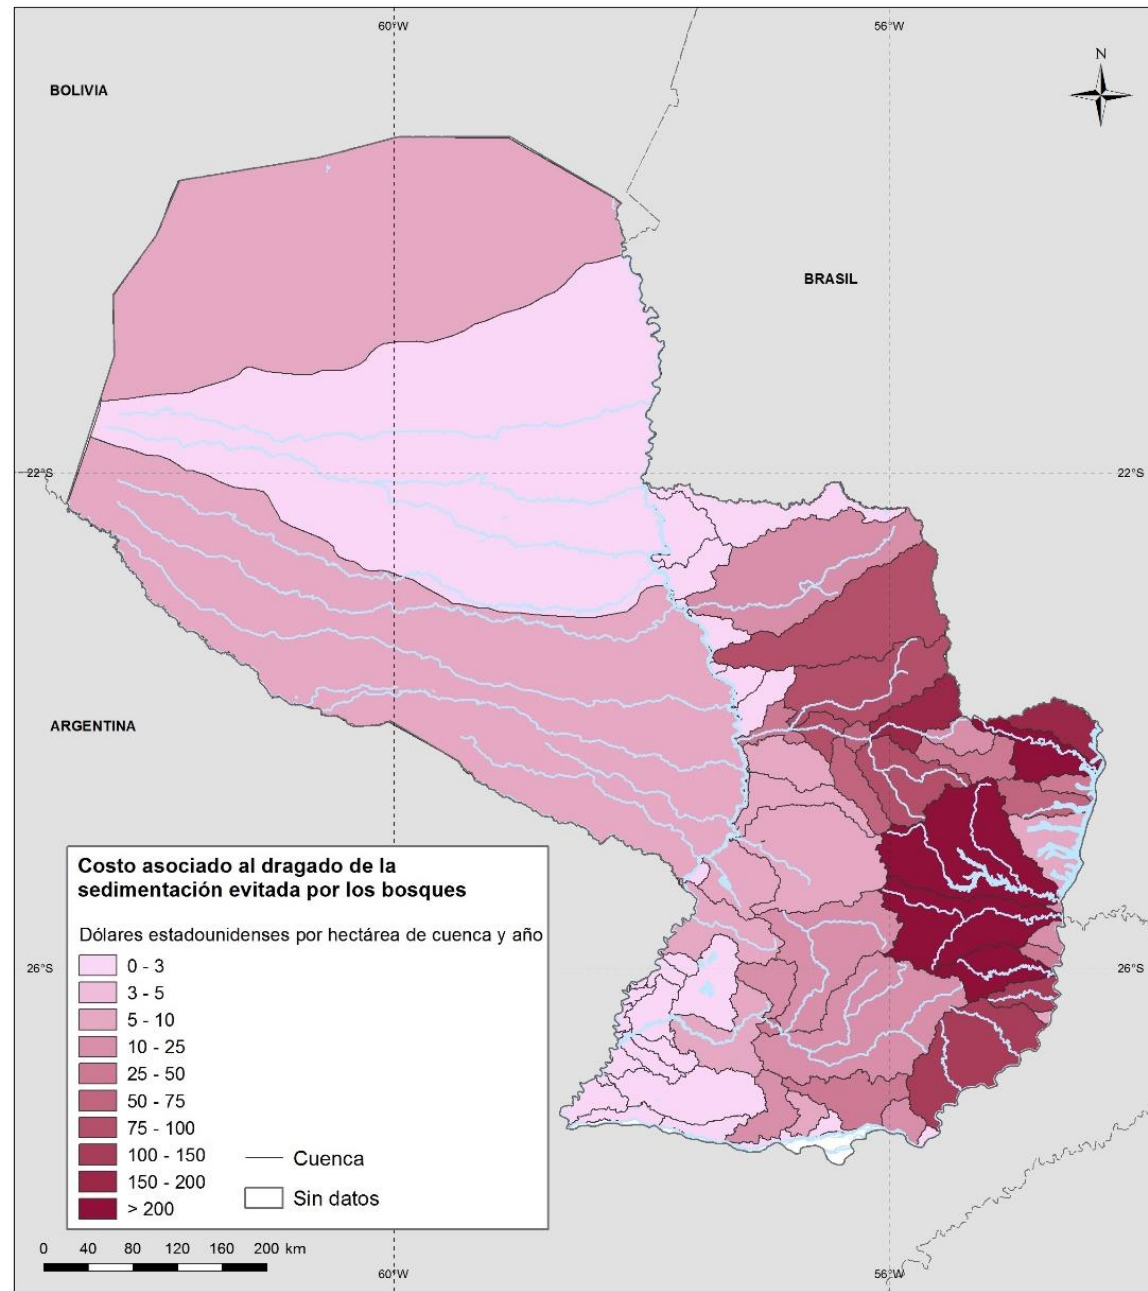 60°W
56°W
N
BOLIVIA
BRASIL
22°S
22°S
ARGENTINA
Costo asociado al dragado de la
sedimentación evitada por los bosques
Dólares estadounidenses por hectárea de cuenca y año
0 - 3
3 - 5
5 - 10
10 - 25
25 - 50
50 - 75
75 - 100
100 - 150
150 - 200
> 200
Cuenca
Sin datos
26°S
26°S
0 40 80 120 160 200 km
60°W
56°W